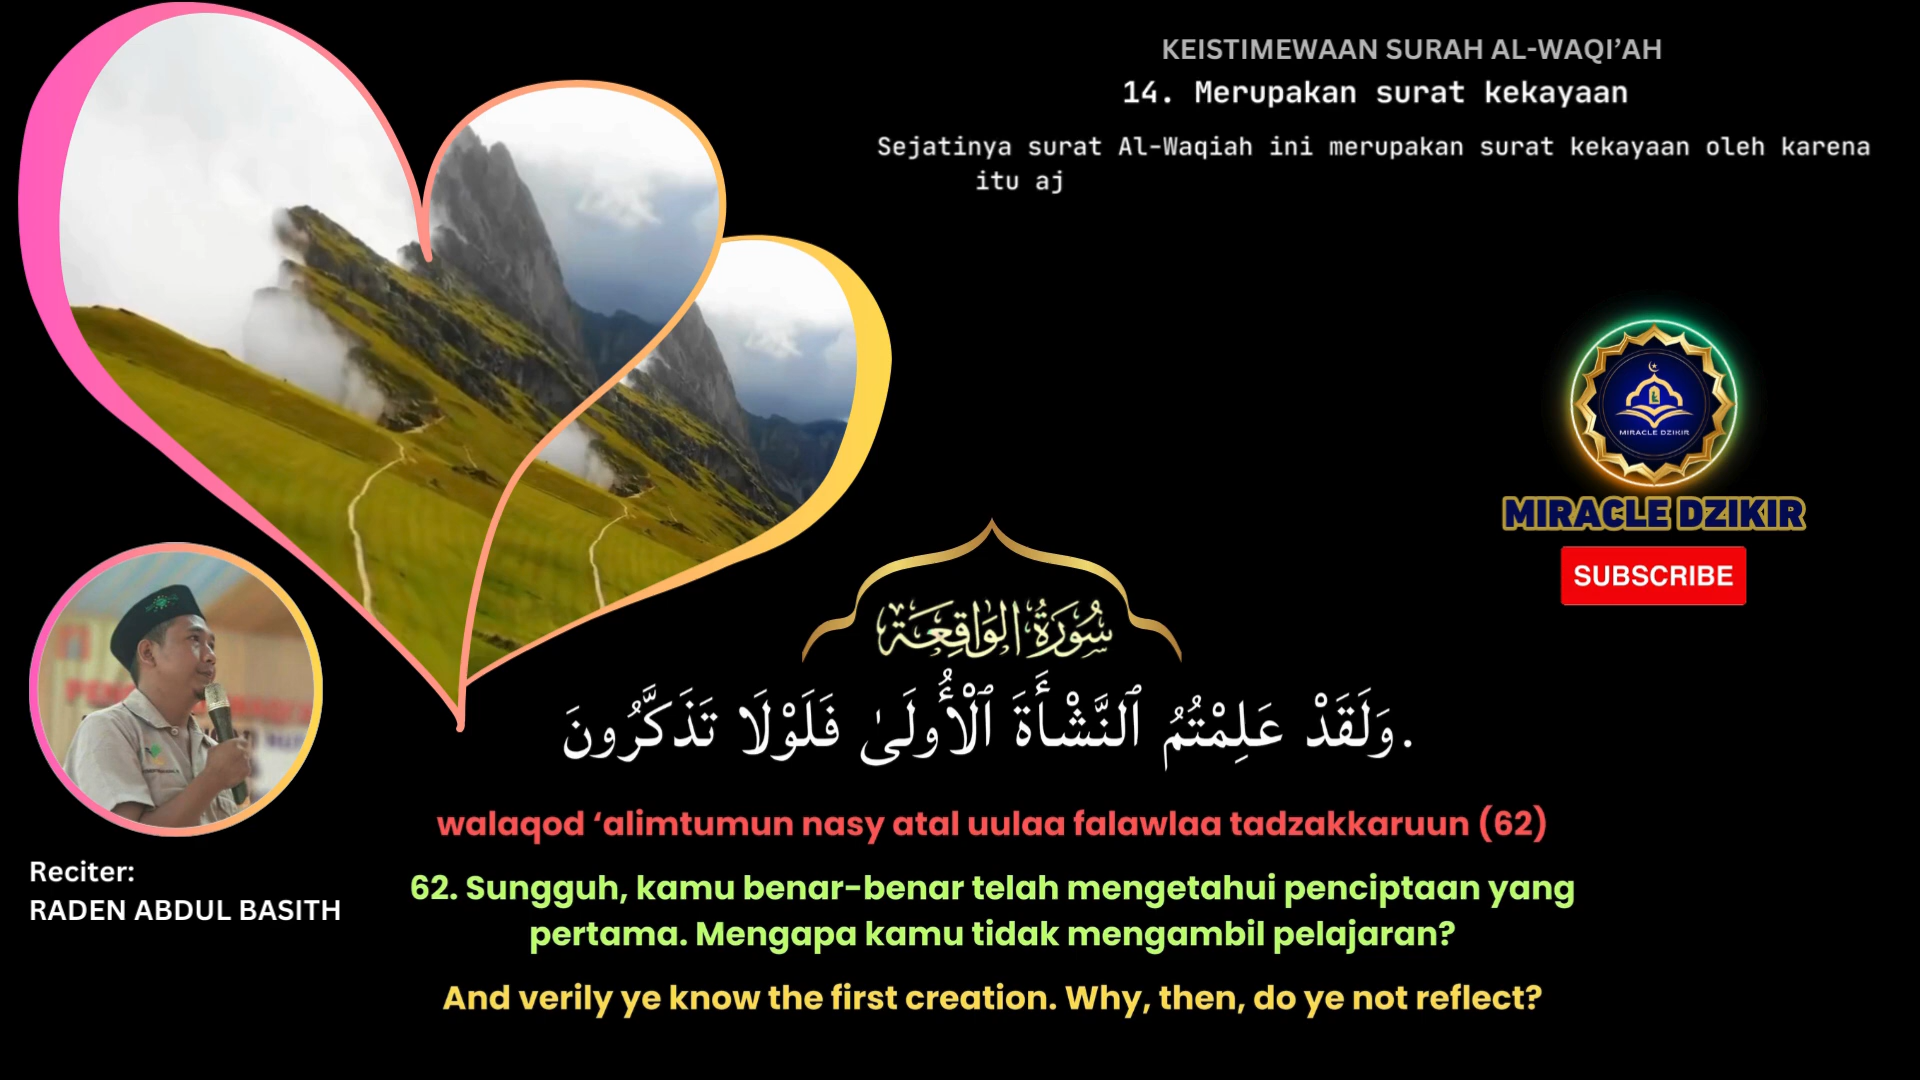 KEISTIMEWAAN SURAH AL-WAQI’AH
14. Merupakan surat kekayaan
Sejatinya surat Al-Waqiah ini merupakan surat kekayaan oleh karena
itu aj
MIRACLE DZIKIR
MIRACLE DZIKIR
SUBSCRIBE
سُورَةُ الوَاقِعَة
وَلَقَدْ عَلِمْتُمُ ٱلنَّشْأَةَ ٱلْأُولَىٰ فَلَوْلَا تَذَكَّرُونَ.
walaqod ‘alimtumun nasy atal uulaa falawlaa tadzakkaruun (62)
62. Sungguh, kamu benar-benar telah mengetahui penciptaan yang
pertama. Mengapa kamu tidak mengambil pelajaran?
And verily ye know the first creation. Why, then, do ye not reflect?
Reciter:
RADEN ABDUL BASITH